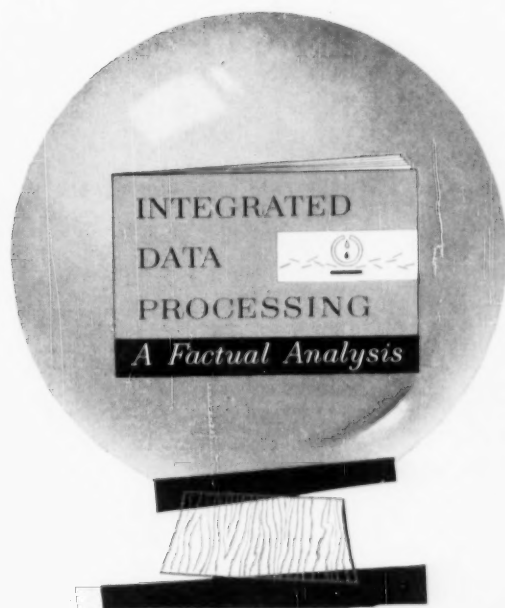 INTEGRATED
DATA
PROCESSING
A Factual Analysis